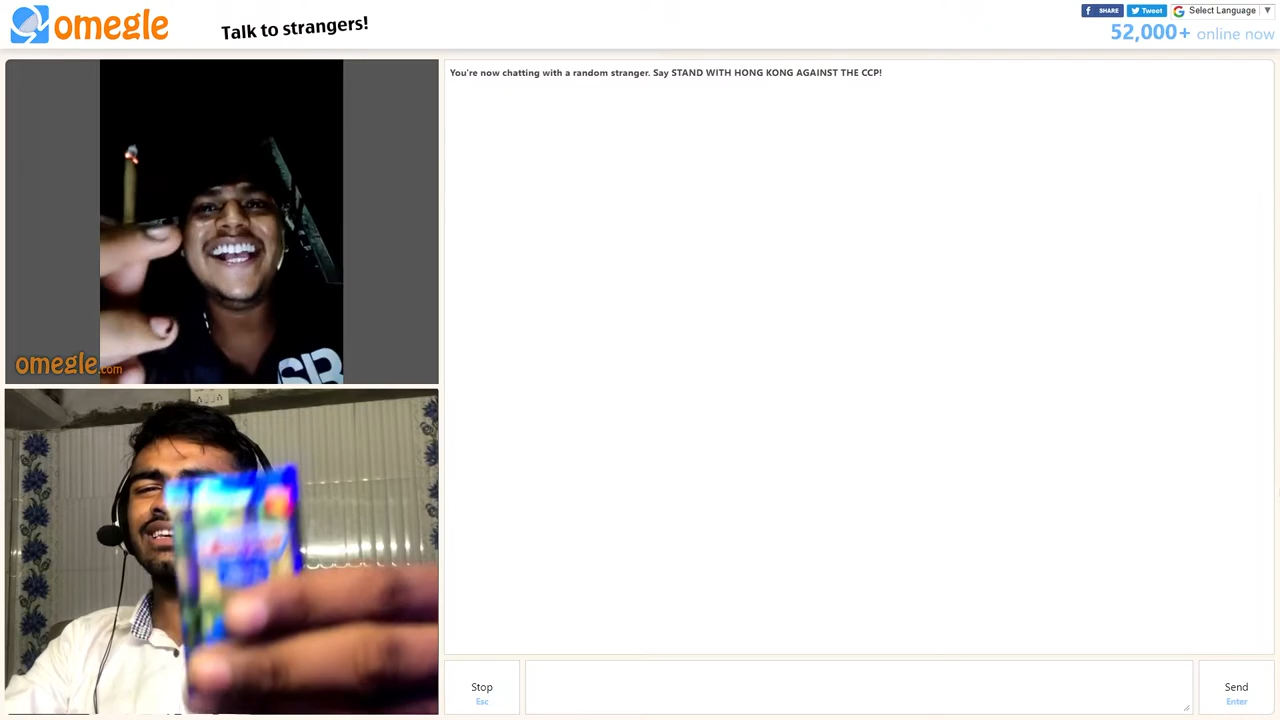 omegle
Talk to strangers!
SHARE
Tweet
Select Language ▼
52,000+ online now
You're now chatting with a random stranger. Say STAND WITH HONG KONG AGAINST THE CCP!
omegle.com
Stop
Esc
Send
Enter